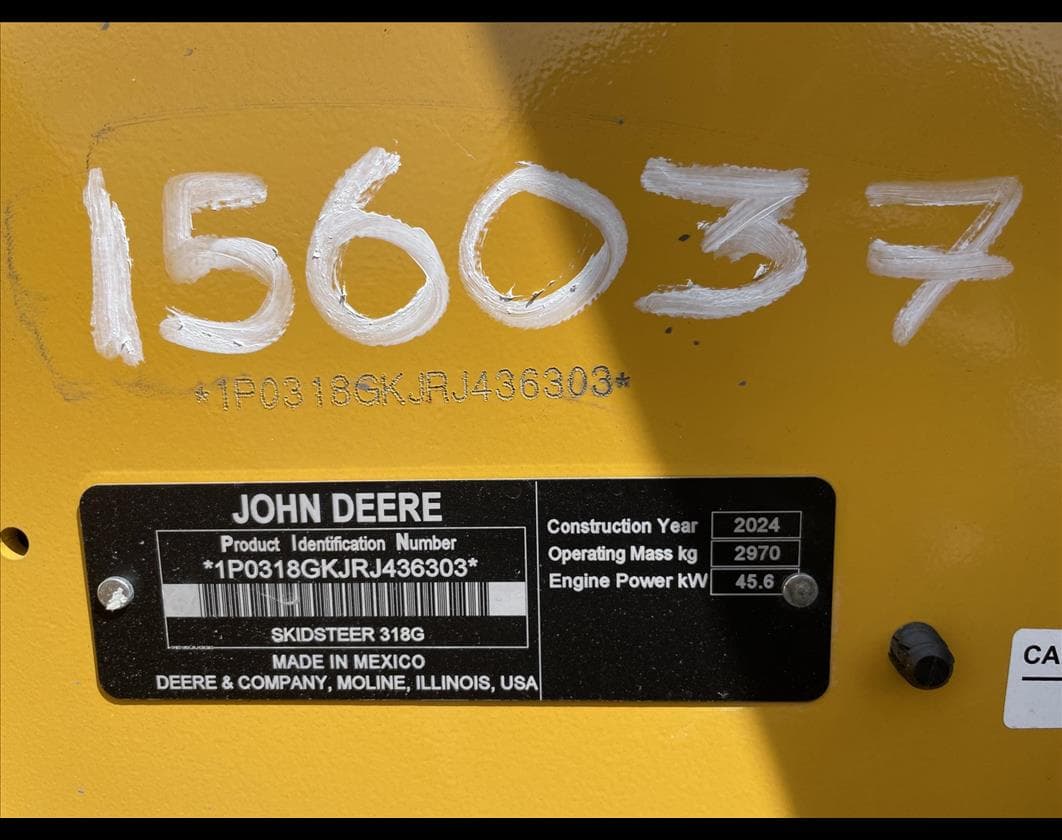 156037
*1P0318GKJRJ436303*
JOHN DEERE
Product Identification Number
*1P0318GKJRJ436303*
SKIDSTEER 318G
MADE IN MEXICO
DEERE & COMPANY, MOLINE, ILLINOIS, USA
Construction Year 2024
Operating Mass kg 2970
Engine Power kW 45.6
CA